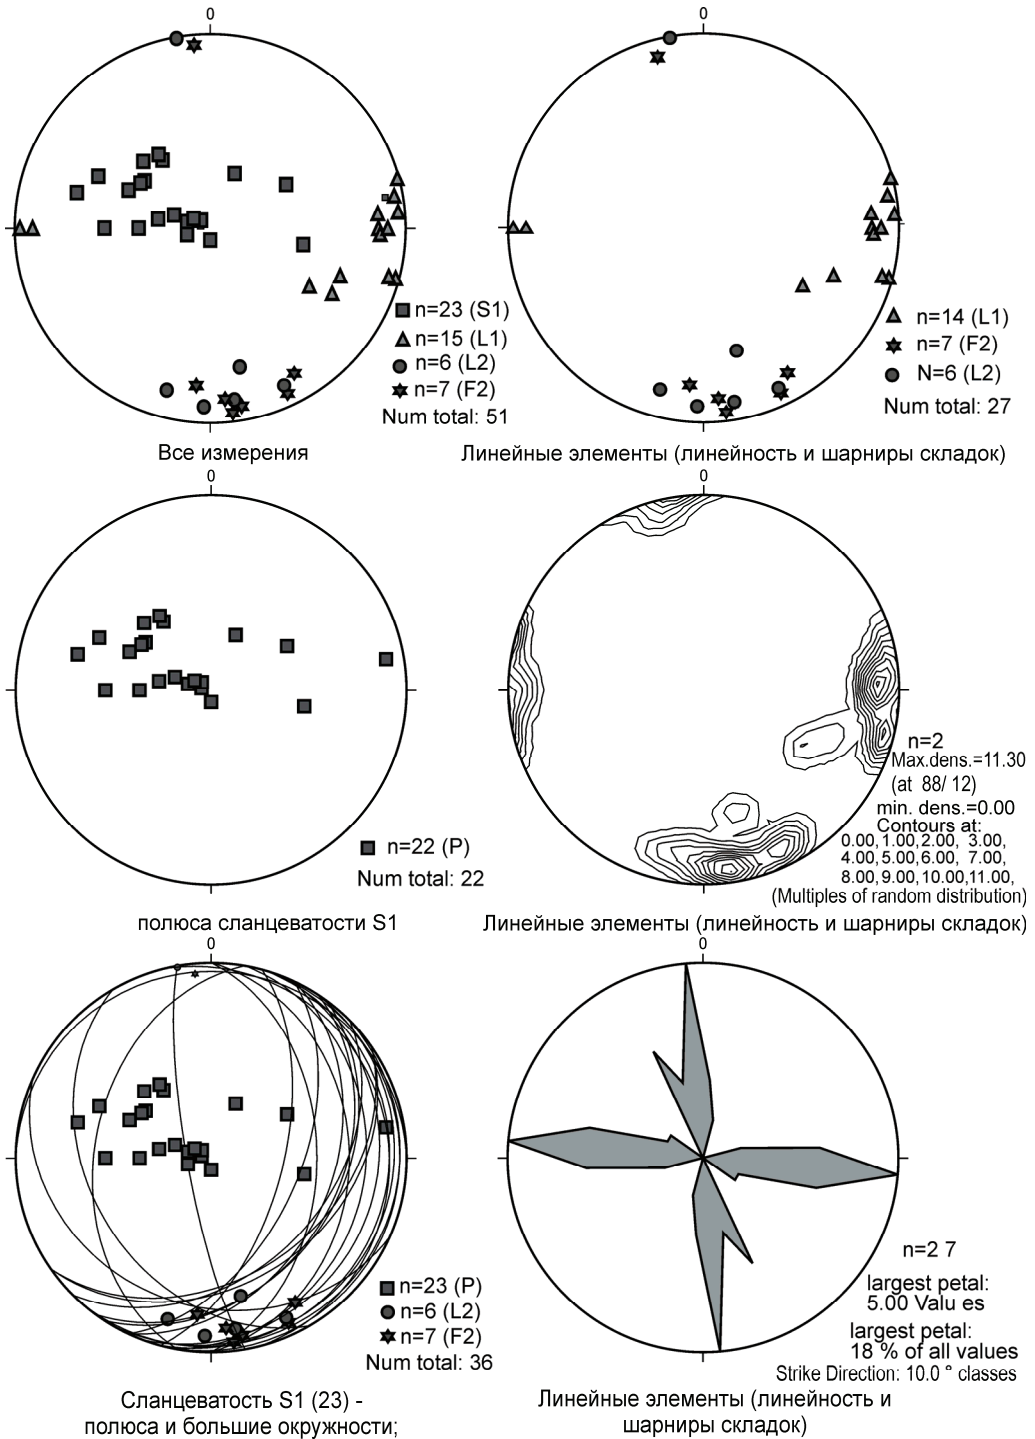 0
n=23 (S1)
n=15 (L1)
n=6 (L2)
n=7 (F2)
Num total: 51
Все измерения
0
n=14 (L1)
n=7 (F2)
N=6 (L2)
Num total: 27
Линейные элементы (линейность и шарниры складок)
0
n=22 (P)
Num total: 22
полюса сланцеватости S1
0
n=2
Max.dens.=11.30
(at 88/ 12)
min. dens.=0.00
Contours at:
0.00, 1.00, 2.00, 3.00,
4.00, 5.00, 6.00, 7.00,
8.00, 9.00, 10.00, 11.00,
(Multiples of random distribution)
Линейные элементы (линейность и шарниры складок)
0
n=23 (P)
n=6 (L2)
n=7 (F2)
Num total: 36
Сланцеватость S1 (23) -
полюса и большие окружности;
0
n=2 7
largest petal:
5.00 Valu es
largest petal:
18 % of all values
Strike Direction: 10.0 ° classes
Линейные элементы (линейность и
шарниры складок)